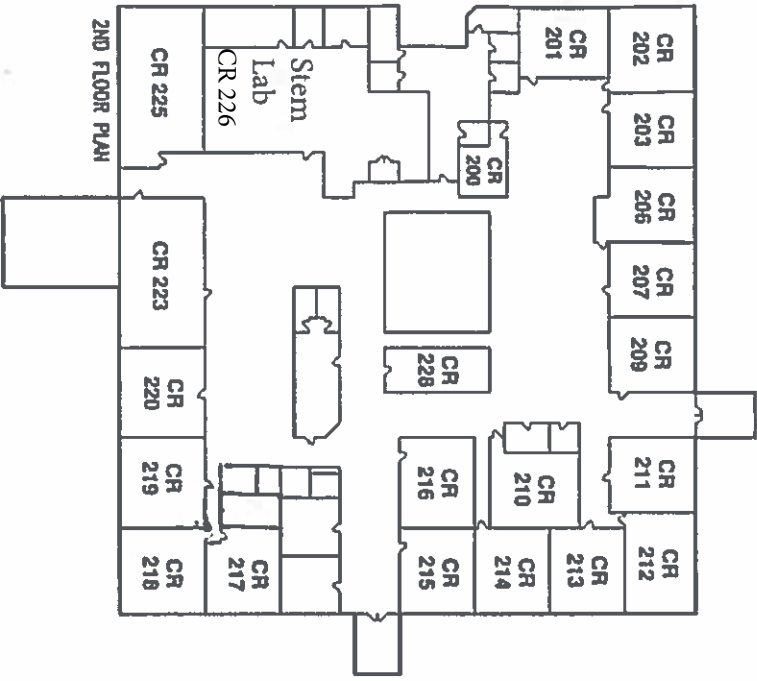 CR
202
CR
203
CR
206
CR
207
CR
209
CR
211
CR
212
CR
201
CR
213
CR
210
CR
214
CR
200
CR
228
CR
216
CR
215
Stem
Lab
CR 226
CR
217
CR 225
CR 223
CR
220
CR
219
CR
218
2ND FLOOR PLAN